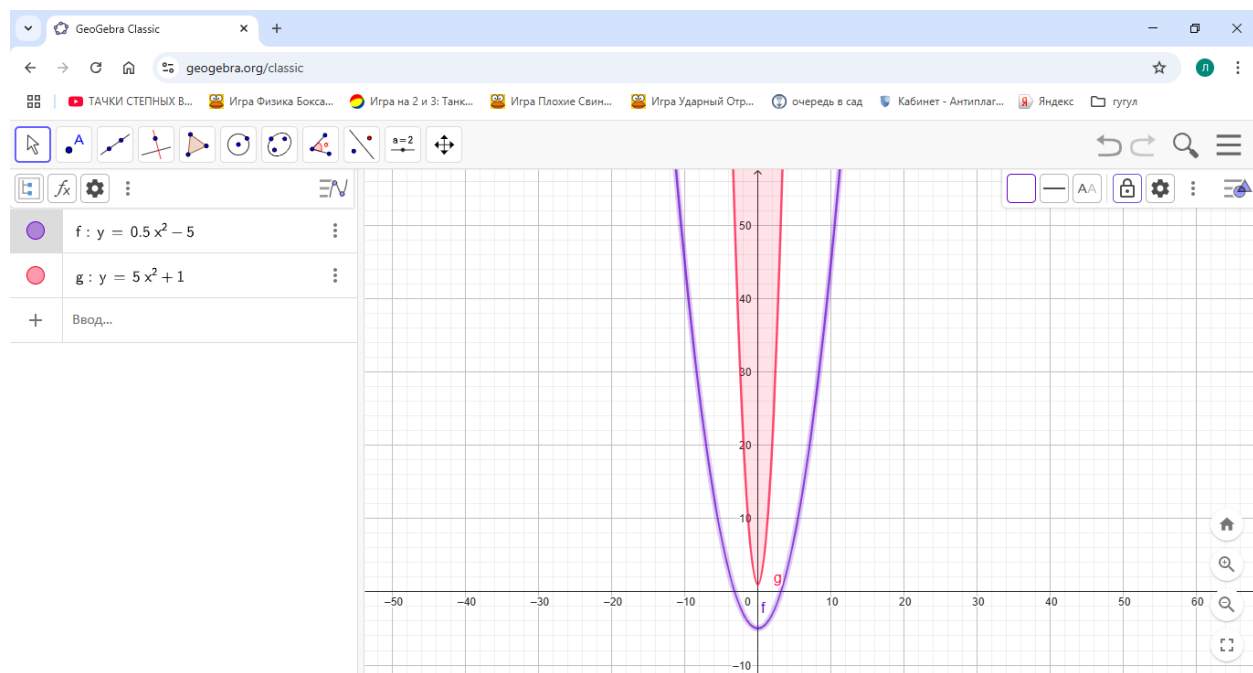 GeoGebra Classic
geogebra.org/classic
Л
ТАЧКИ СТЕПНЫХ В... Игра Физика Бокса... Игра на 2 и 3: Танк... Игра Плохие Свин... Игра Ударный Отр... очередь в сад Кабинет - Антиплаг... Яндекс гугул
A a=2
fx AA
f : y = 0.5 x² – 5
g : y = 5 x² + 1
Ввод...
50
40
30
20
10
g
–50 –40 –30 –20 –10 0 10 20 30 40 50 60
f
–10